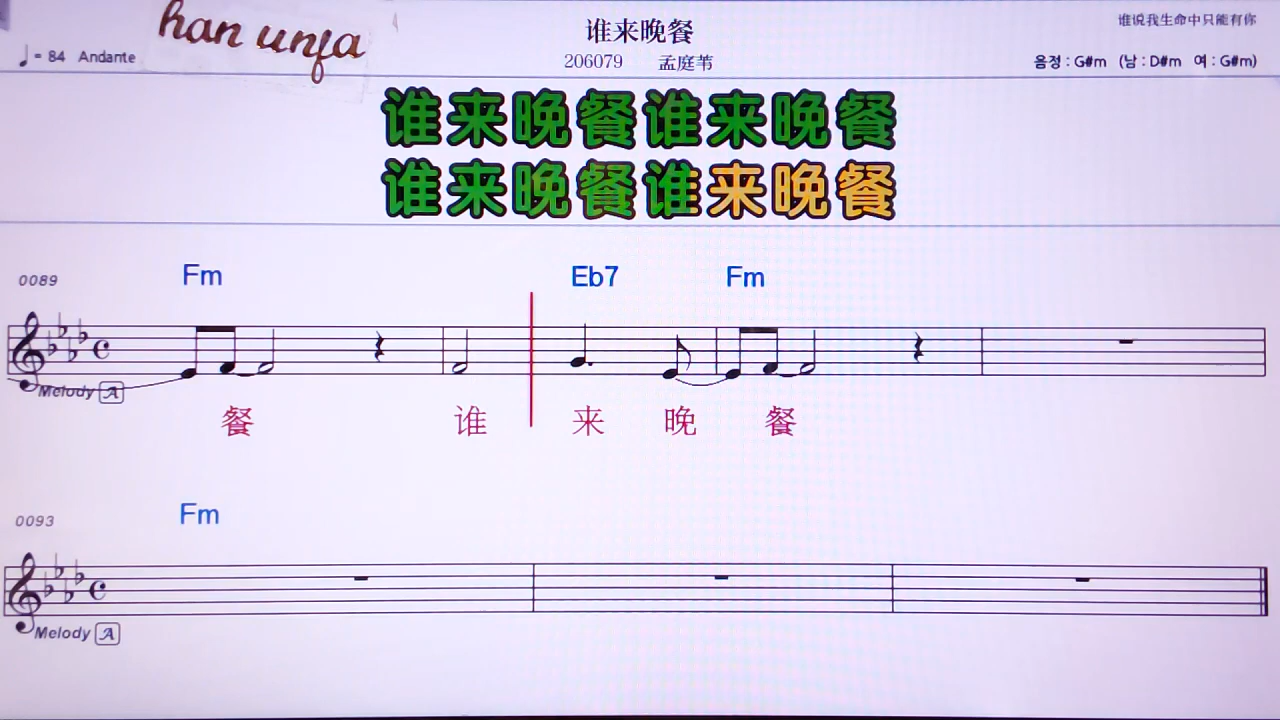 han unja
谁来晚餐
谁说我生命中只能有你
♩ = 84 Andante
206079 孟庭苇
음정 : G#m (남 : D#m 여 : G#m)
谁来晚餐谁来晚餐
谁来晚餐谁来晚餐
0089 Fm Eb7 Fm
Melody A
餐 谁 来 晚 餐
0093 Fm
Melody A